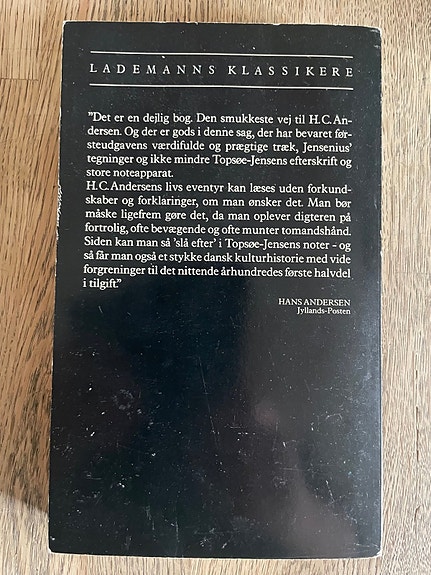 LADEMANNS KLASSIKERE
"Det er en dejlig bog. Den smukkeste vej til H.C.An-
dersen. Og der er gods i denne sag, der har bevaret før-
steudgavens værdifulde og prægtige træk, Jensenius'
tegninger og ikke mindre Topsøe-Jensens efterskrift og
store noteapparat.
H.C.Andersens livs eventyr kan læses uden forkund-
skaber og forklaringer, om man ønsker det. Man bør
måske ligefrem gøre det, da man oplever digteren på
fortrolig, ofte bevægende og ofte munter tomandshånd.
Siden kan man så 'slå efter' i Topsøe-Jensens noter - og
så får man også et stykke dansk kulturhistorie med vide
forgreninger til det nittende århundredes første halvdel
i tilgift."
HANS ANDERSEN
Jyllands-Posten